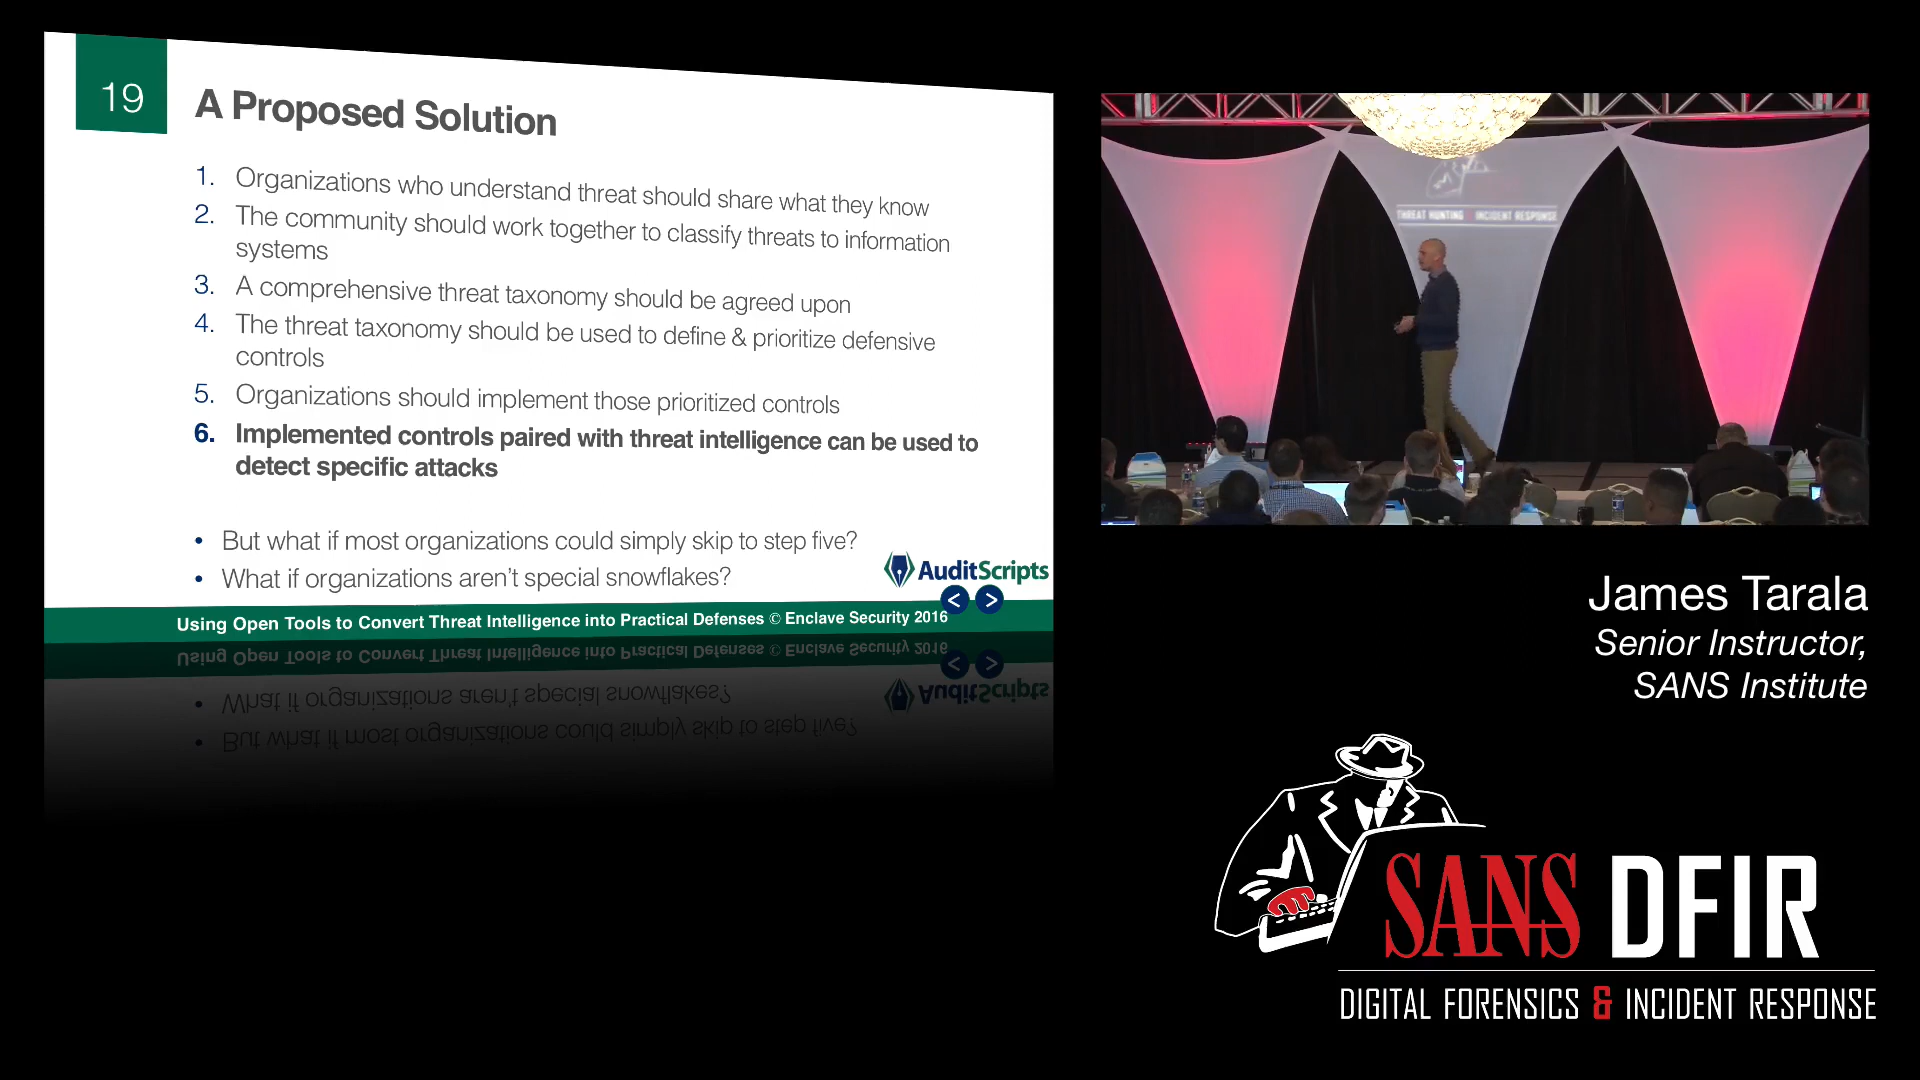 19
A Proposed Solution
1. Organizations who understand threat should share what they know
2. The community should work together to classify threats to information
systems
3. A comprehensive threat taxonomy should be agreed upon
4. The threat taxonomy should be used to define & prioritize defensive
controls
5. Organizations should implement those prioritized controls
6. Implemented controls paired with threat intelligence can be used to
detect specific attacks
• But what if most organizations could simply skip to step five?
• What if organizations aren't special snowflakes?
AuditScripts
< >
Using Open Tools to Convert Threat Intelligence into Practical Defenses © Enclave Security 2016
THREAT HUNTING & INCIDENT RESPONSE
James Tarala
Senior Instructor,
SANS Institute
SANS DFIR
DIGITAL FORENSICS & INCIDENT RESPONSE